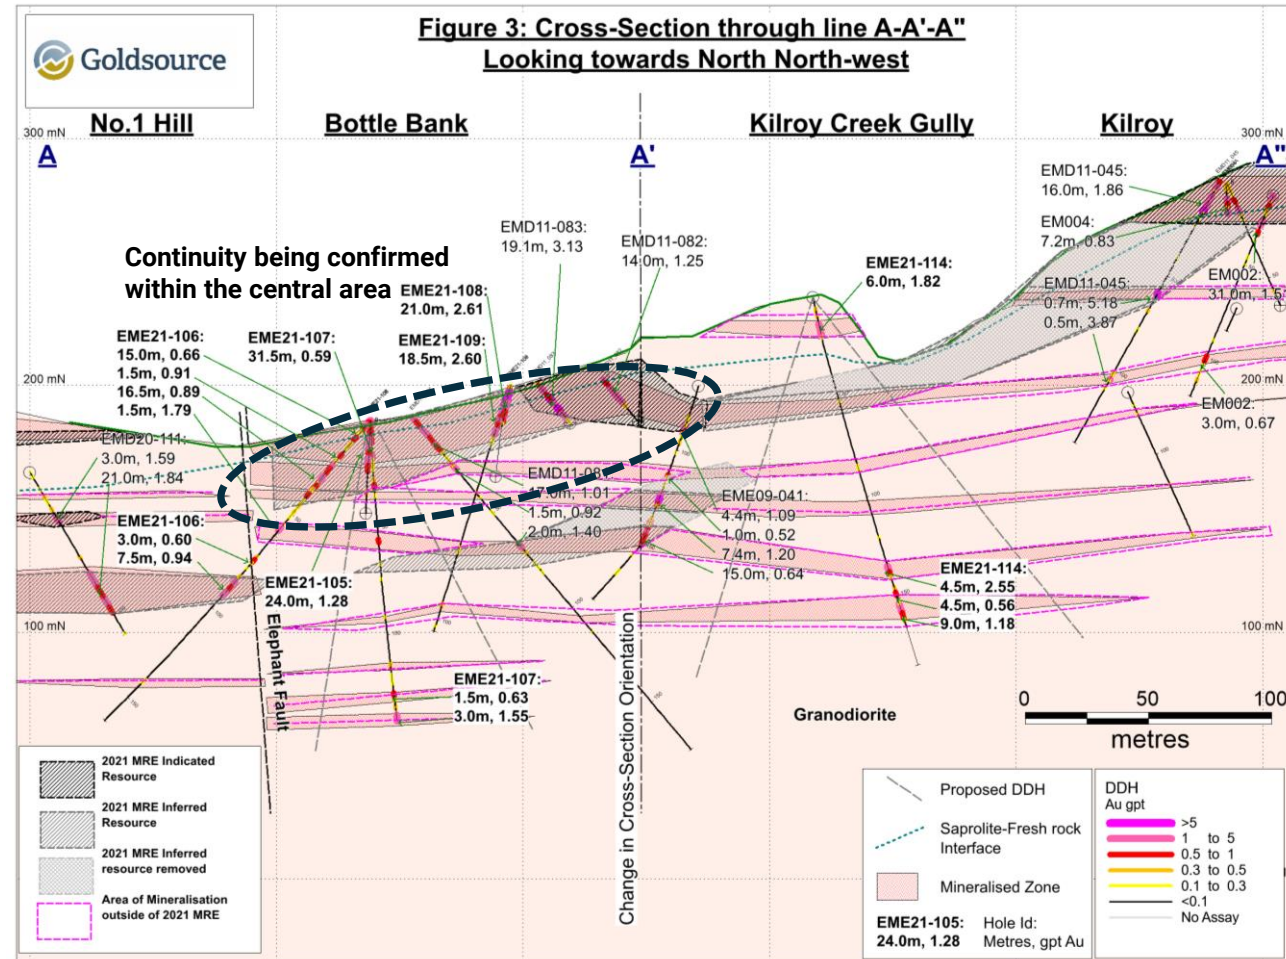 Figure 3: Cross-Section through line A-A'-A"
Looking towards North North-west
Goldsource
No.1 Hill
Bottle Bank
Kilroy Creek Gully
Kilroy
300 mN
300 mN
A
A'
A"
Continuity being confirmed
within the central area
EMD11-083:
19.1m, 3.13
EMD11-082:
14.0m, 1.25
EMD11-045:
16.0m, 1.86
EM004:
7.2m, 0.83
EMD11-045:
0.7m, 5.18
0.5m, 3.87
EM002:
31.0m, 1.5
EME21-114:
6.0m, 1.82
EME21-108:
21.0m, 2.61
EME21-109:
18.5m, 2.60
EME21-106:
15.0m, 0.66
1.5m, 0.91
16.5m, 0.89
1.5m, 1.79
EME21-107:
31.5m, 0.59
200 mN
200 mN
EM002:
3.0m, 0.67
EMD20-111:
3.0m, 1.59
21.0m, 1.84
EME21-106:
3.0m, 0.60
7.5m, 0.94
EMD11-08
17.0m, 1.01
1.5m, 0.92
2.0m, 1.40
EME09-041:
4.4m, 1.09
1.0m, 0.52
7.4m, 1.20
15.0m, 0.64
EME21-105:
24.0m, 1.28
EME21-114:
4.5m, 2.55
4.5m, 0.56
9.0m, 1.18
100 mN
100 mN
Elephant Fault
Change in Cross-Section Orientation
EME21-107:
1.5m, 0.63
3.0m, 1.55
Granodiorite
0 50 100
metres
2021 MRE Indicated
Resource
2021 MRE Inferred
Resource
2021 MRE Inferred
resource removed
Area of Mineralisation
outside of 2021 MRE
Proposed DDH
Saprolite-Fresh rock
Interface
Mineralised Zone
EME21-105: Hole Id:
24.0m, 1.28 Metres, gpt Au
DDH
Au gpt
>5
1 to 5
0.5 to 1
0.3 to 0.5
0.1 to 0.3
<0.1
No Assay